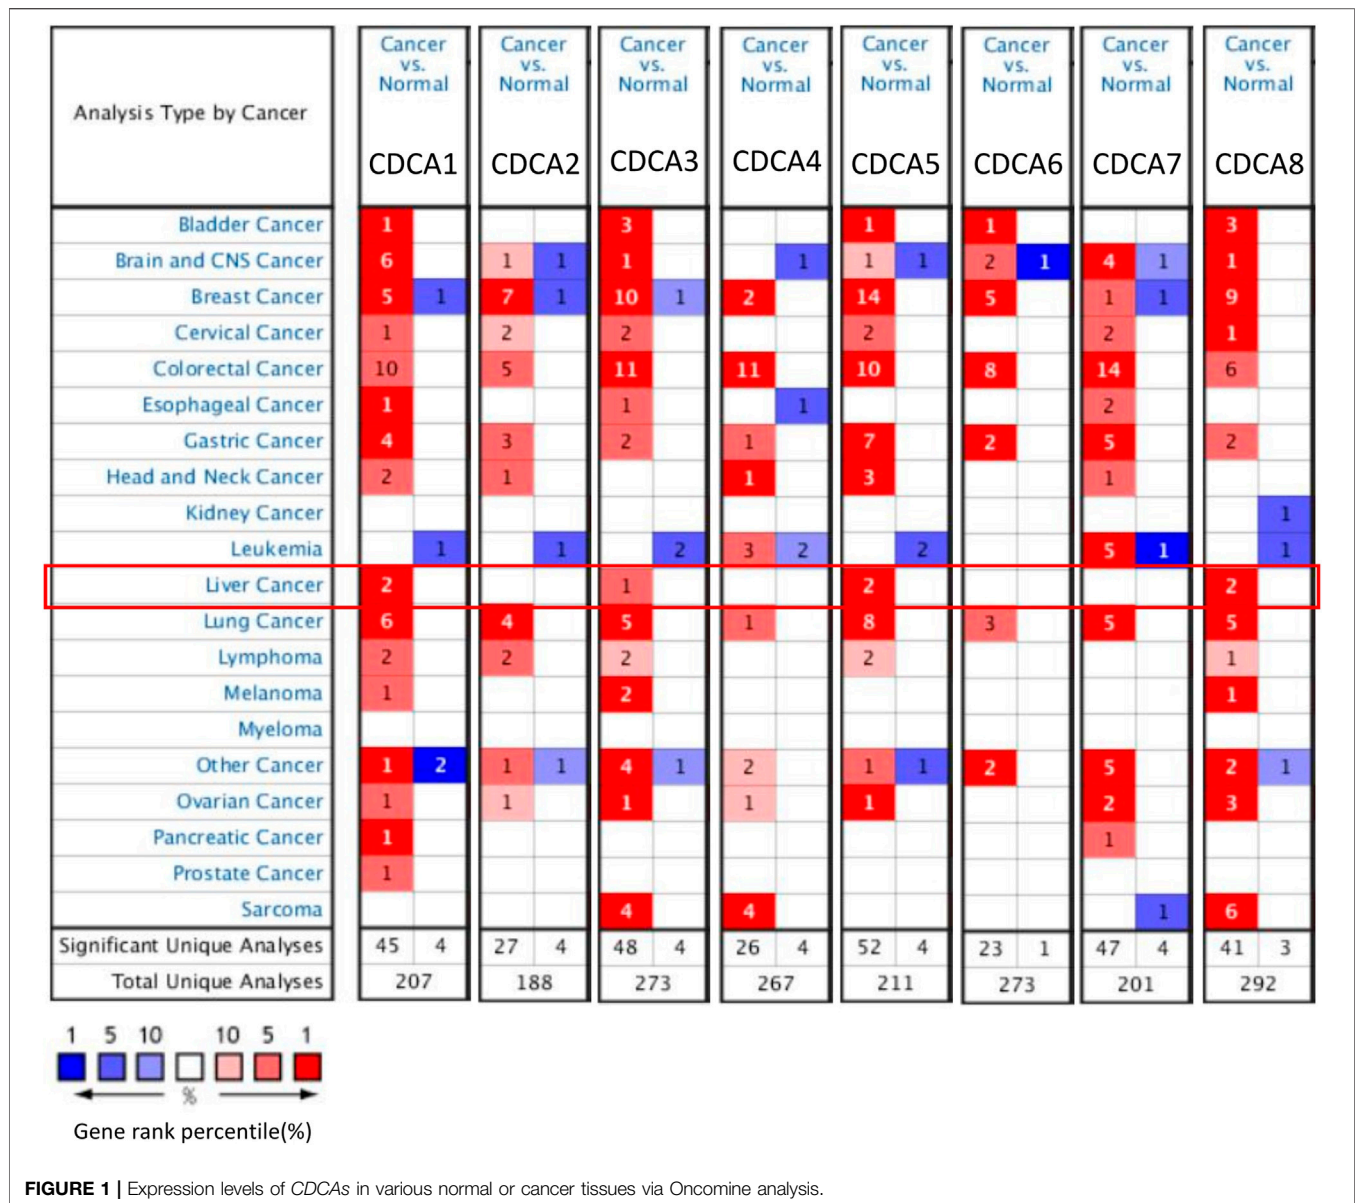 Analysis Type by Cancer
Cancer vs. Normal CDCA1
Cancer vs. Normal CDCA2
Cancer vs. Normal CDCA3
Cancer vs. Normal CDCA4
Cancer vs. Normal CDCA5
Cancer vs. Normal CDCA6
Cancer vs. Normal CDCA7
Cancer vs. Normal CDCA8
Bladder Cancer 1 3 1 1 3
Brain and CNS Cancer 6 1 1 1 1 1 1 2 1 4 1 1
Breast Cancer 5 1 7 1 10 1 2 14 5 1 1 9
Cervical Cancer 1 2 2 2 2 1
Colorectal Cancer 10 5 11 11 10 8 14 6
Esophageal Cancer 1 1 1 2
Gastric Cancer 4 3 2 1 7 2 5 2
Head and Neck Cancer 2 1 1 3 1
Kidney Cancer 1
Leukemia 1 1 2 3 2 2 5 1 1
Liver Cancer 2 1 2 2
Lung Cancer 6 4 5 1 8 3 5 5
Lymphoma 2 2 2 2 1
Melanoma 1 2 1
Myeloma
Other Cancer 1 2 1 1 4 1 2 1 1 2 5 2 1
Ovarian Cancer 1 1 1 1 1 2 3
Pancreatic Cancer 1 1
Prostate Cancer 1
Sarcoma 4 4 1 6
Significant Unique Analyses 45 4 27 4 48 4 26 4 52 4 23 1 47 4 41 3
Total Unique Analyses 207 188 273 267 211 273 201 292
1 5 10 10 5 1
%
Gene rank percentile(%)
FIGURE 1 | Expression levels of CDCAs in various normal or cancer tissues via Oncomine analysis.